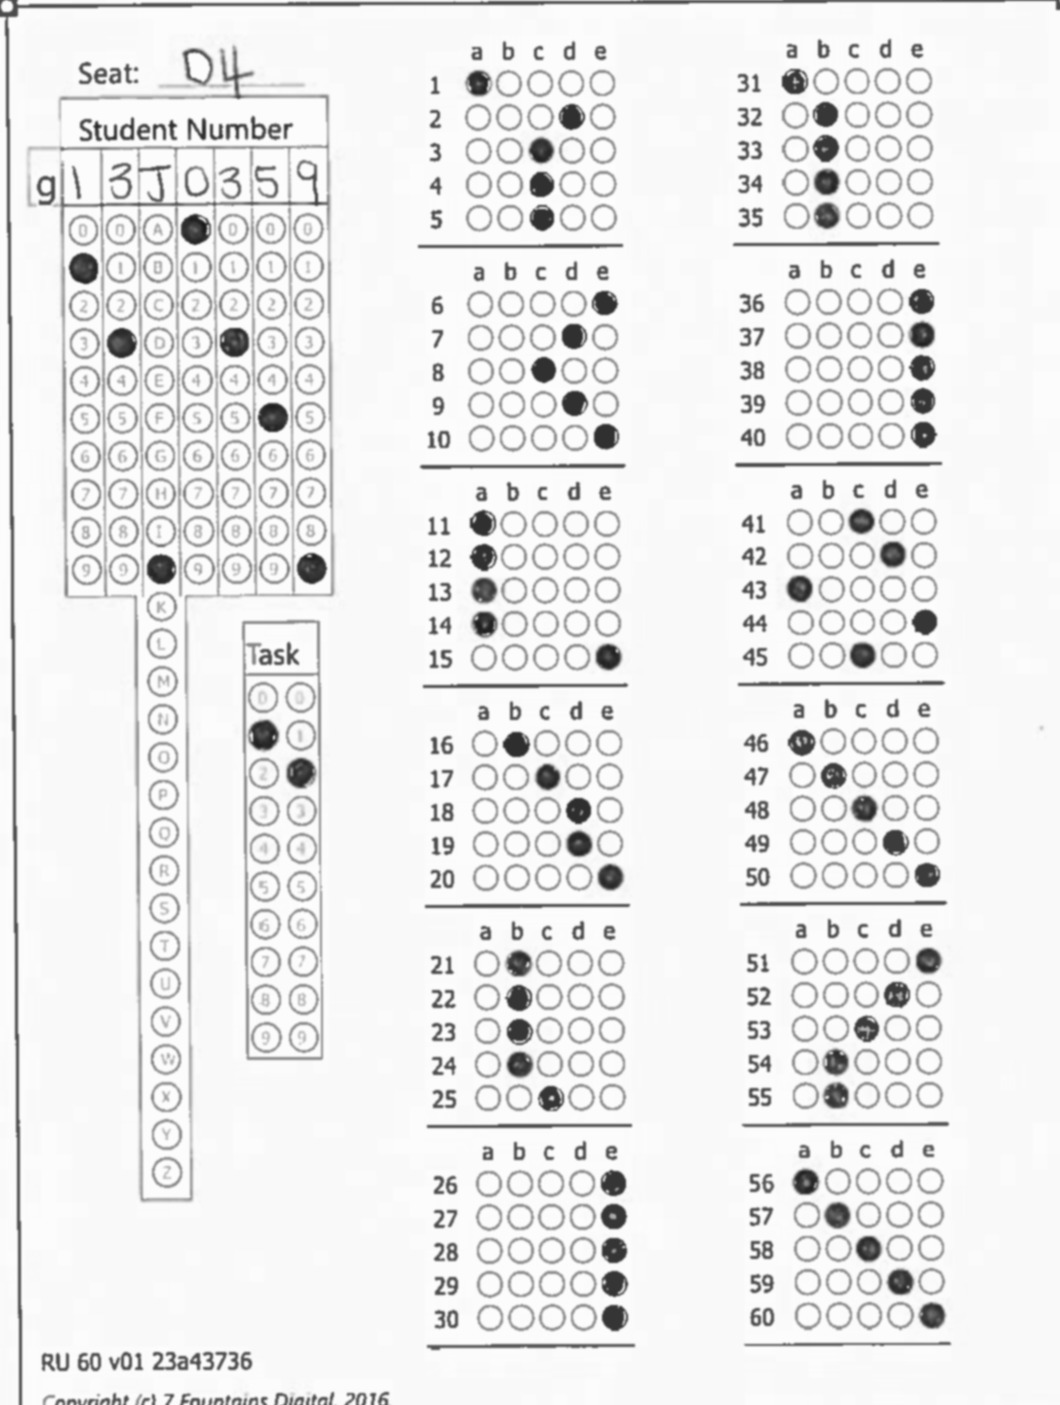 Seat: D4
Student Number
g 1 3 J 0 3 5 9
0 0 A 0 0 0 0
1 1 B 1 1 1 1
2 2 C 2 2 2 2
3 3 D 3 3 3 3
4 4 E 4 4 4 4
5 5 F 5 5 5 5
6 6 G 6 6 6 6
7 7 H 7 7 7 7
8 8 I 8 8 8 8
9 9 9 9 9
K
L
M
N
O
P
Q
R
S
T
U
V
W
X
Y
Z
Task
0 0
1
2
3 3
4 4
5 5
6 6
7 7
8 8
9 9
a b c d e
1
2
3
4
5
a b c d e
6
7
8
9
10
a b c d e
11
12
13
14
15
a b c d e
16
17
18
19
20
a b c d e
21
22
23
24
25
a b c d e
26
27
28
29
30
a b c d e
31
32
33
34
35
a b c d e
36
37
38
39
40
a b c d e
41
42
43
44
45
a b c d e
46
47
48
49
50
a b c d e
51
52
53
54
55
a b c d e
56
57
58
59
60
RU 60 v01 23a43736
Copyright (c) 7 Fountains Digital, 2016